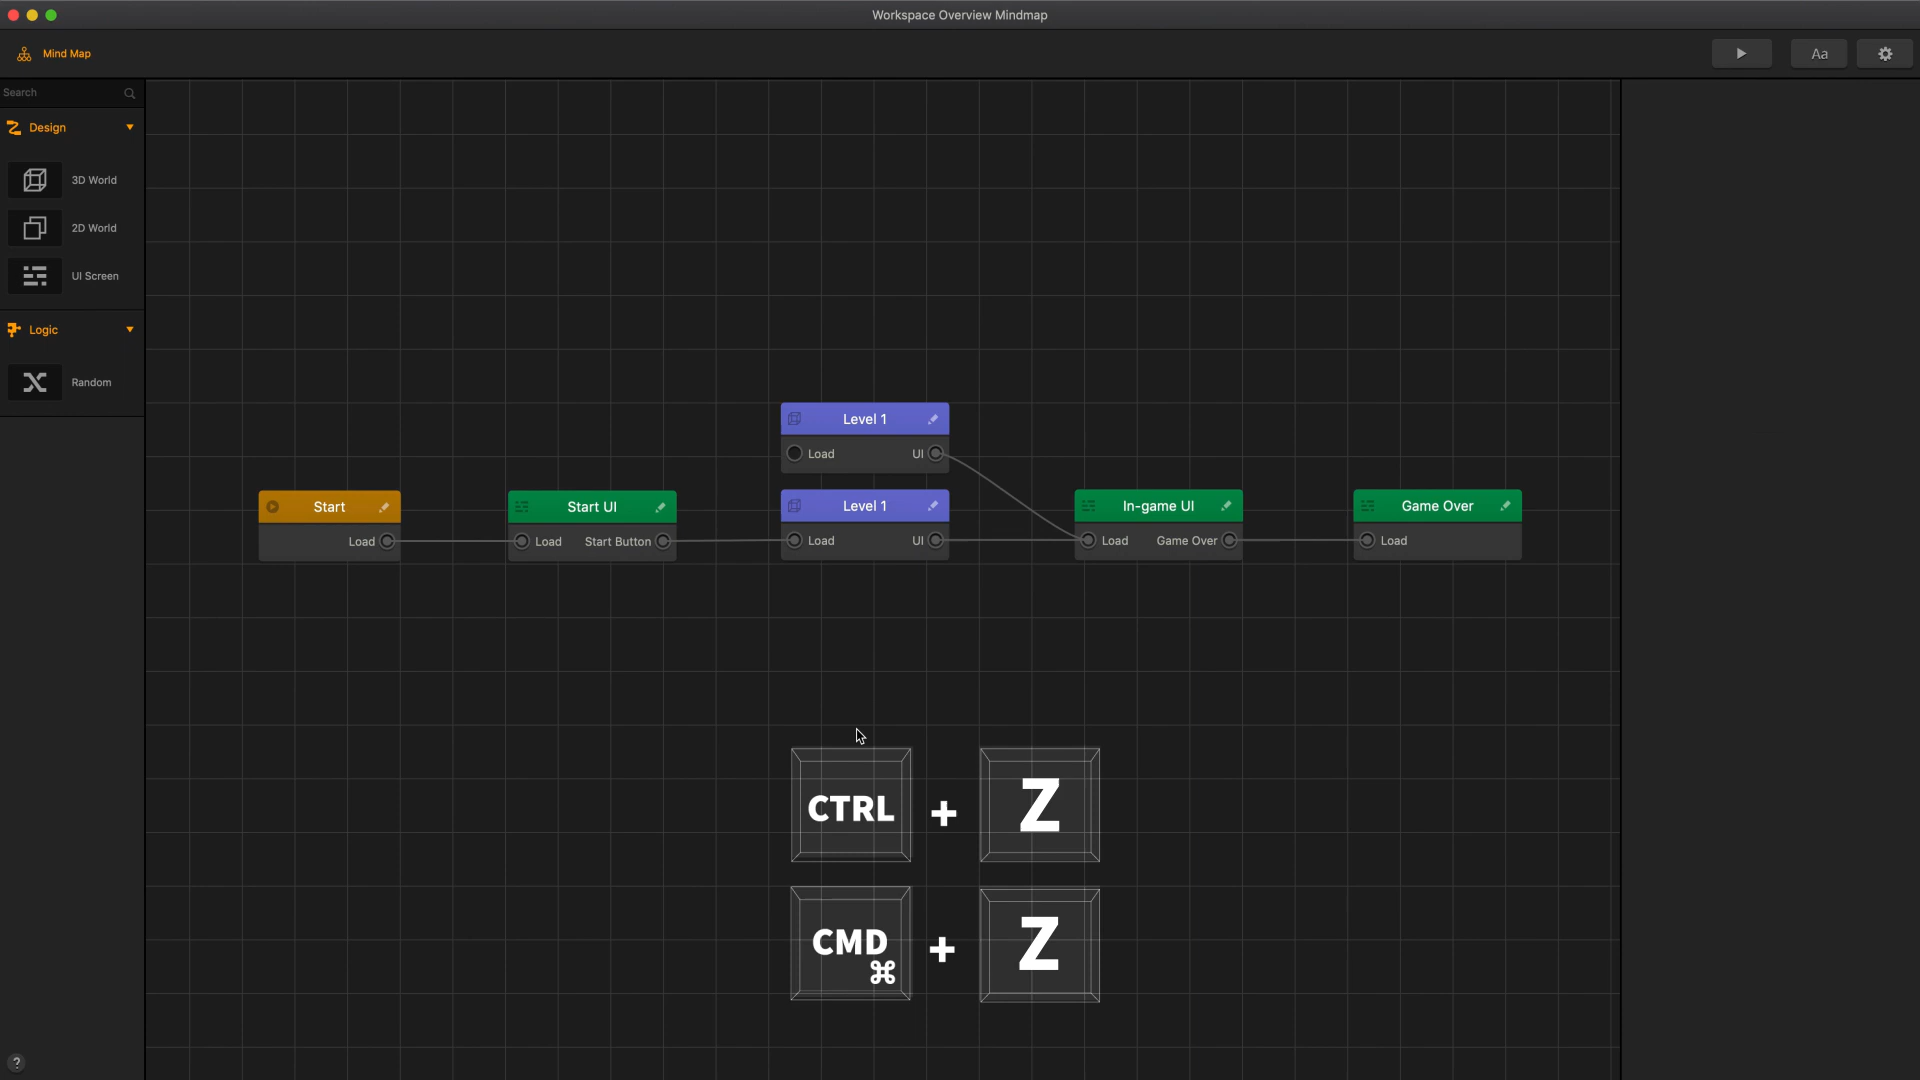 Workspace Overview Mindmap
Mind Map
Aa
Search
Design
3D World
2D World
UI Screen
Logic
Random
Level 1
Load UI
Start
Load
Start UI
Load Start Button
Level 1
Load UI
In-game UI
Load Game Over
Game Over
Load
CTRL + Z
CMD ⌘ + Z
?